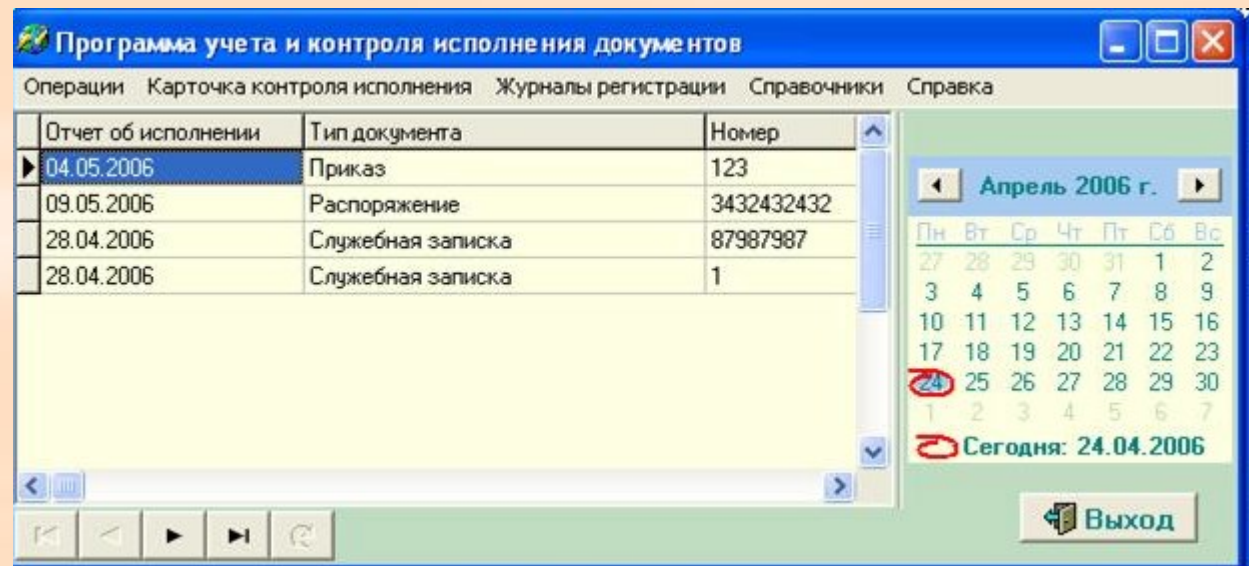 Программа учета и контроля исполнения документов
Операции Карточка контроля исполнения Журналы регистрации Справочники Справка
Отчет об исполнении Тип документа Номер
04.05.2006 Приказ 123
09.05.2006 Распоряжение 3432432432
28.04.2006 Служебная записка 87987987
28.04.2006 Служебная записка 1
Апрель 2006 г.
Пн Вт Ср Чт Пт Сб Вс
27 28 29 30 31 1 2
3 4 5 6 7 8 9
10 11 12 13 14 15 16
17 18 19 20 21 22 23
24 25 26 27 28 29 30
1 2 3 4 5 6 7
Сегодня: 24.04.2006
Выход